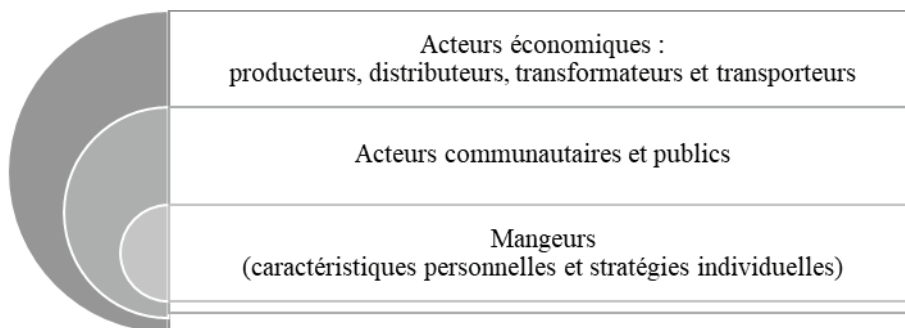 Acteurs économiques :
producteurs, distributeurs, transformateurs et transporteurs
Acteurs communautaires et publics
Mangeurs
(caractéristiques personnelles et stratégies individuelles)